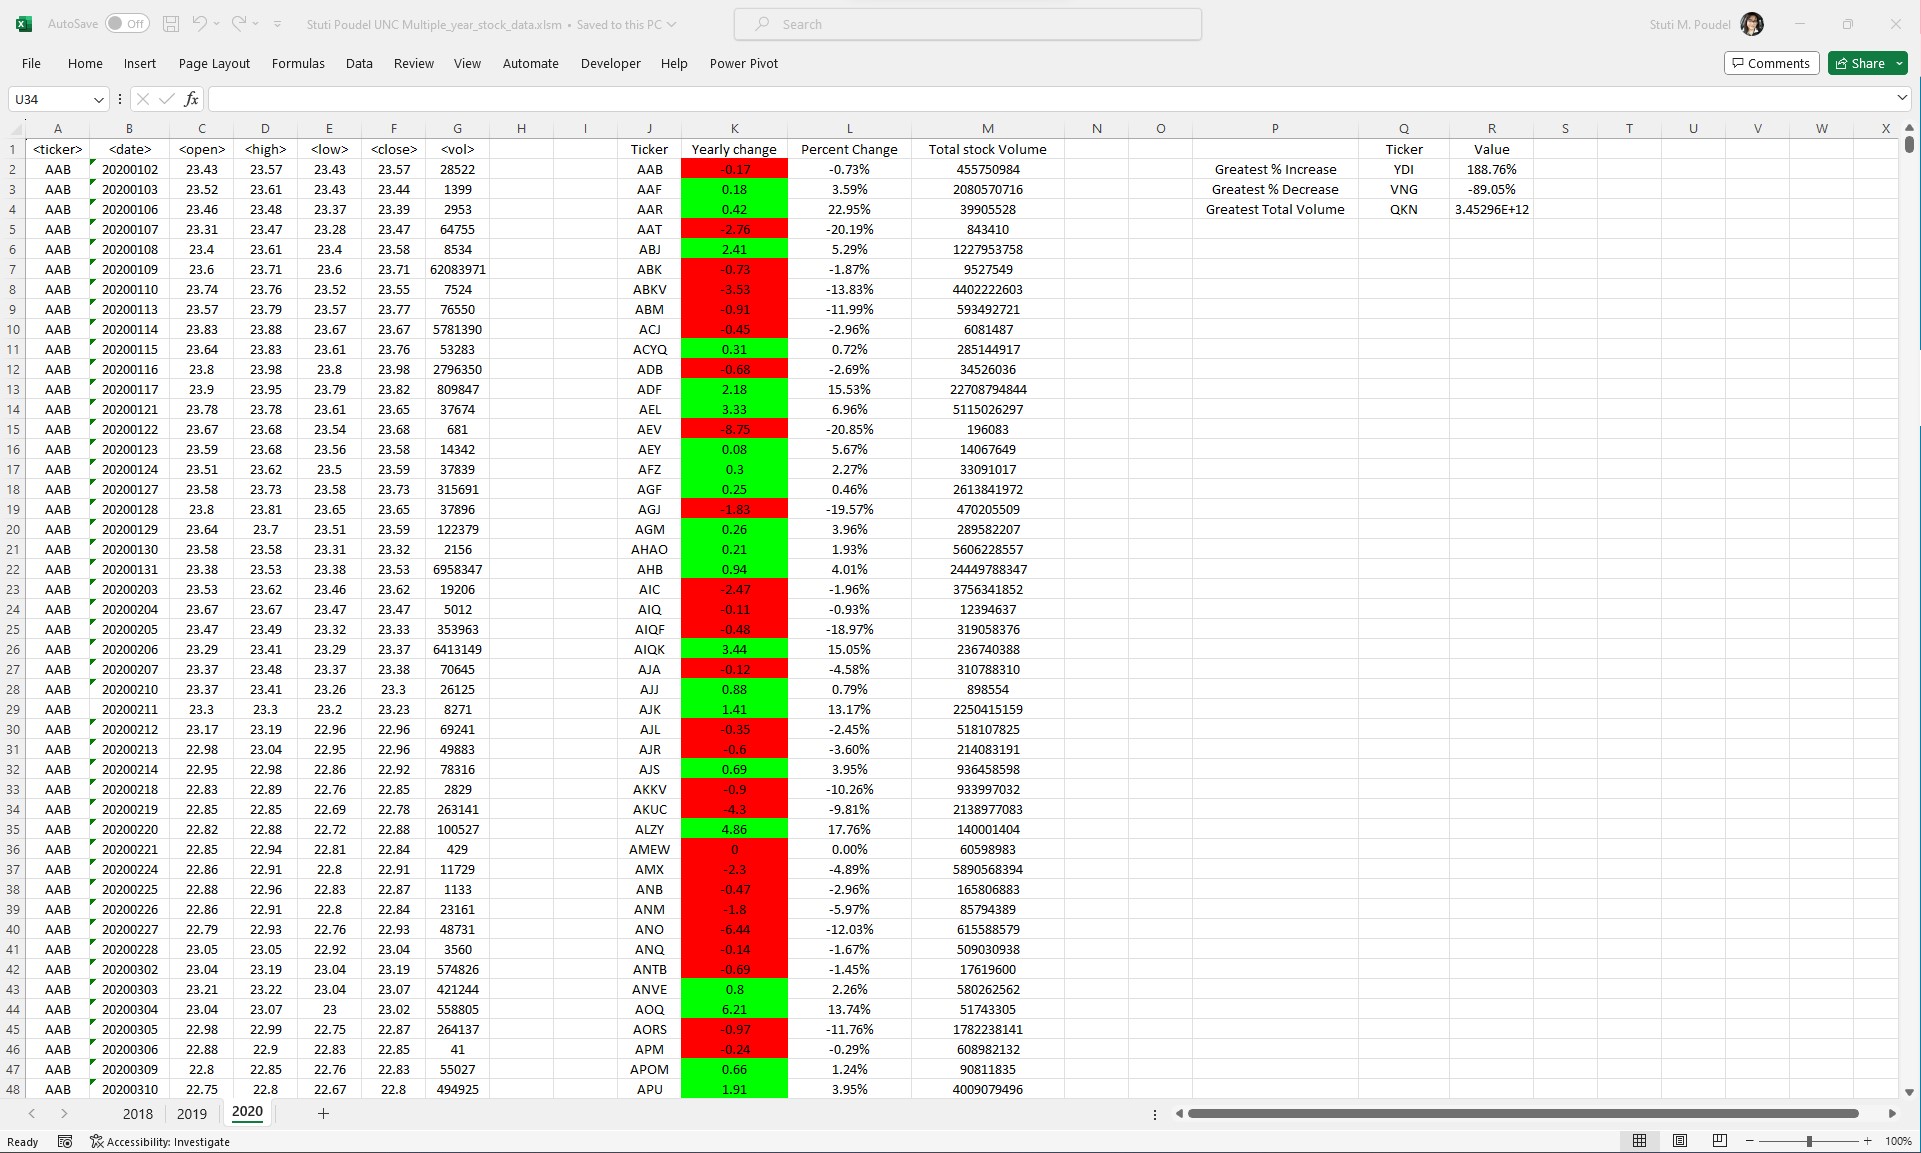 AutoSave Off Stuti Poudel UNC Multiple_year_stock_data.xlsm • Saved to this PC Search Stuti M. Poudel
File Home Insert Page Layout Formulas Data Review View Automate Developer Help Power Pivot Comments Share
U34 fx
A B C D E F G H I J K L M N O P Q R S T U V W X
1 <ticker> <date> <open> <high> <low> <close> <vol> Ticker Yearly change Percent Change Total stock Volume Ticker Value
2 AAB 20200102 23.43 23.57 23.43 23.57 28522 AAB -0.17 -0.73% 455750984 Greatest % Increase YDI 188.76%
3 AAB 20200103 23.52 23.61 23.43 23.44 1399 AAF 0.18 3.59% 2080570716 Greatest % Decrease VNG -89.05%
4 AAB 20200106 23.46 23.48 23.37 23.39 2953 AAR 0.42 22.95% 39905528 Greatest Total Volume QKN 3.45296E+12
5 AAB 20200107 23.31 23.47 23.28 23.47 64755 AAT -2.76 -20.19% 843410
6 AAB 20200108 23.4 23.61 23.4 23.58 8534 ABJ 2.41 5.29% 1227953758
7 AAB 20200109 23.6 23.71 23.6 23.71 62083971 ABK -0.73 -1.87% 9527549
8 AAB 20200110 23.74 23.76 23.52 23.55 7524 ABKV -3.53 -13.83% 4402222603
9 AAB 20200113 23.57 23.79 23.57 23.77 76550 ABM -0.91 -11.99% 593492721
10 AAB 20200114 23.83 23.88 23.67 23.67 5781390 ACJ -0.45 -2.96% 6081487
11 AAB 20200115 23.64 23.83 23.61 23.76 53283 ACYQ 0.31 0.72% 285144917
12 AAB 20200116 23.8 23.98 23.8 23.98 2796350 ADB -0.68 -2.69% 34526036
13 AAB 20200117 23.9 23.95 23.79 23.82 809847 ADF 2.18 15.53% 22708794844
14 AAB 20200121 23.78 23.78 23.61 23.65 37674 AEL 3.33 6.96% 5115026297
15 AAB 20200122 23.67 23.68 23.54 23.68 681 AEV -8.75 -20.85% 196083
16 AAB 20200123 23.59 23.68 23.56 23.58 14342 AEY 0.08 5.67% 14067649
17 AAB 20200124 23.51 23.62 23.5 23.59 37839 AFZ 0.3 2.27% 33091017
18 AAB 20200127 23.58 23.73 23.58 23.73 315691 AGF 0.25 0.46% 2613841972
19 AAB 20200128 23.8 23.81 23.65 23.65 37896 AGJ -1.83 -19.57% 470205509
20 AAB 20200129 23.64 23.7 23.51 23.59 122379 AGM 0.26 3.96% 289582207
21 AAB 20200130 23.58 23.58 23.31 23.32 2156 AHAO 0.21 1.93% 5606228557
22 AAB 20200131 23.38 23.53 23.38 23.53 6958347 AHB 0.94 4.01% 24449788347
23 AAB 20200203 23.53 23.62 23.46 23.62 19206 AIC -2.47 -1.96% 3756341852
24 AAB 20200204 23.67 23.67 23.47 23.47 5012 AIQ -0.11 -0.93% 12394637
25 AAB 20200205 23.47 23.49 23.32 23.33 353963 AIQF -0.48 -18.97% 319058376
26 AAB 20200206 23.29 23.41 23.29 23.37 6413149 AIQK 3.44 15.05% 236740388
27 AAB 20200207 23.37 23.48 23.37 23.38 70645 AJA -0.12 -4.58% 310788310
28 AAB 20200210 23.37 23.41 23.26 23.3 26125 AJJ 0.88 0.79% 898554
29 AAB 20200211 23.3 23.3 23.2 23.23 8271 AJK 1.41 13.17% 2250415159
30 AAB 20200212 23.17 23.19 22.96 22.96 69241 AJL -0.35 -2.45% 518107825
31 AAB 20200213 22.98 23.04 22.95 22.96 49883 AJR -0.6 -3.60% 214083191
32 AAB 20200214 22.95 22.98 22.86 22.92 78316 AJS 0.69 3.95% 936458598
33 AAB 20200218 22.83 22.89 22.76 22.85 2829 AKKV -0.9 -10.26% 933997032
34 AAB 20200219 22.85 22.85 22.69 22.78 263141 AKUC -4.3 -9.81% 2138977083
35 AAB 20200220 22.82 22.88 22.72 22.88 100527 ALZY 4.86 17.76% 140001404
36 AAB 20200221 22.85 22.94 22.81 22.84 429 AMEW 0 0.00% 60598983
37 AAB 20200224 22.86 22.91 22.8 22.91 11729 AMX -2.3 -4.89% 5890568394
38 AAB 20200225 22.88 22.96 22.83 22.87 1133 ANB -0.47 -2.96% 165806883
39 AAB 20200226 22.86 22.91 22.8 22.84 23161 ANM -1.8 -5.97% 85794389
40 AAB 20200227 22.79 22.93 22.76 22.93 48731 ANO -6.44 -12.03% 615588579
41 AAB 20200228 23.05 23.05 22.92 23.04 3560 ANQ -0.14 -1.67% 509030938
42 AAB 20200302 23.04 23.19 23.04 23.19 574826 ANTB -0.69 -1.45% 17619600
43 AAB 20200303 23.21 23.22 23.04 23.07 421244 ANVE 0.8 2.26% 580262562
44 AAB 20200304 23.04 23.07 23 23.02 558805 AOQ 6.21 13.74% 51743305
45 AAB 20200305 22.98 22.99 22.75 22.87 264137 AORS -0.97 -11.76% 1782238141
46 AAB 20200306 22.88 22.9 22.83 22.85 41 APM -0.24 -0.29% 608982132
47 AAB 20200309 22.8 22.85 22.76 22.83 55027 APOM 0.66 1.24% 90811835
48 AAB 20200310 22.75 22.8 22.67 22.8 494925 APU 1.91 3.95% 4009079496
2018 2019 2020
Ready Accessibility: Investigate 100%